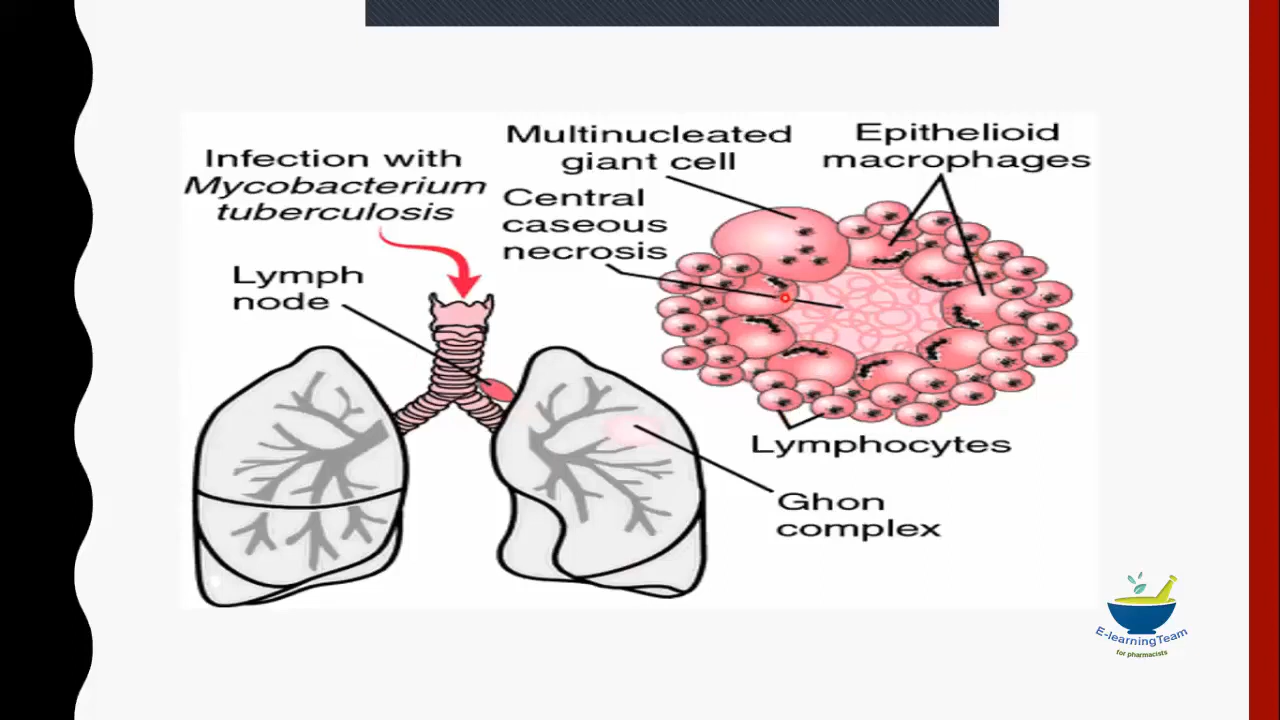 Infection with
Mycobacterium
tuberculosis
Lymph
node
Multinucleated
giant cell
Central
caseous
necrosis
Epithelioid
macrophages
Lymphocytes
Ghon
complex
E-learningTeam
for pharmacists